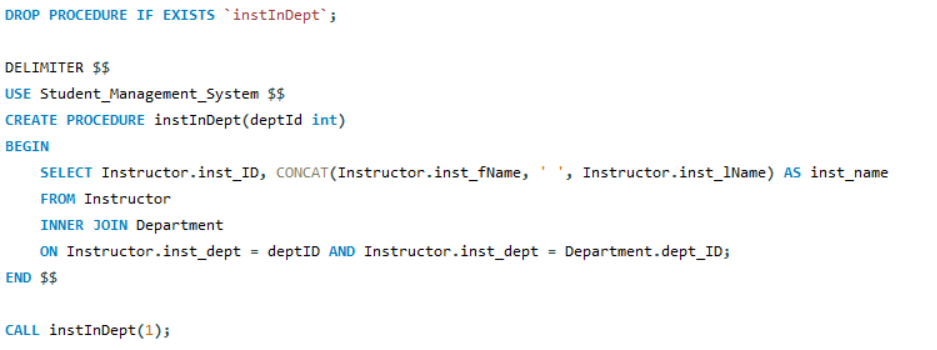 DROP PROCEDURE IF EXISTS `instInDept`;
DELIMITER $$
USE Student_Management_System $$
CREATE PROCEDURE instInDept(deptId int)
BEGIN
SELECT Instructor.inst_ID, CONCAT(Instructor.inst_fName, ' ', Instructor.inst_lName) AS inst_name
FROM Instructor
INNER JOIN Department
ON Instructor.inst_dept = deptID AND Instructor.inst_dept = Department.dept_ID;
END $$
CALL instInDept(1);